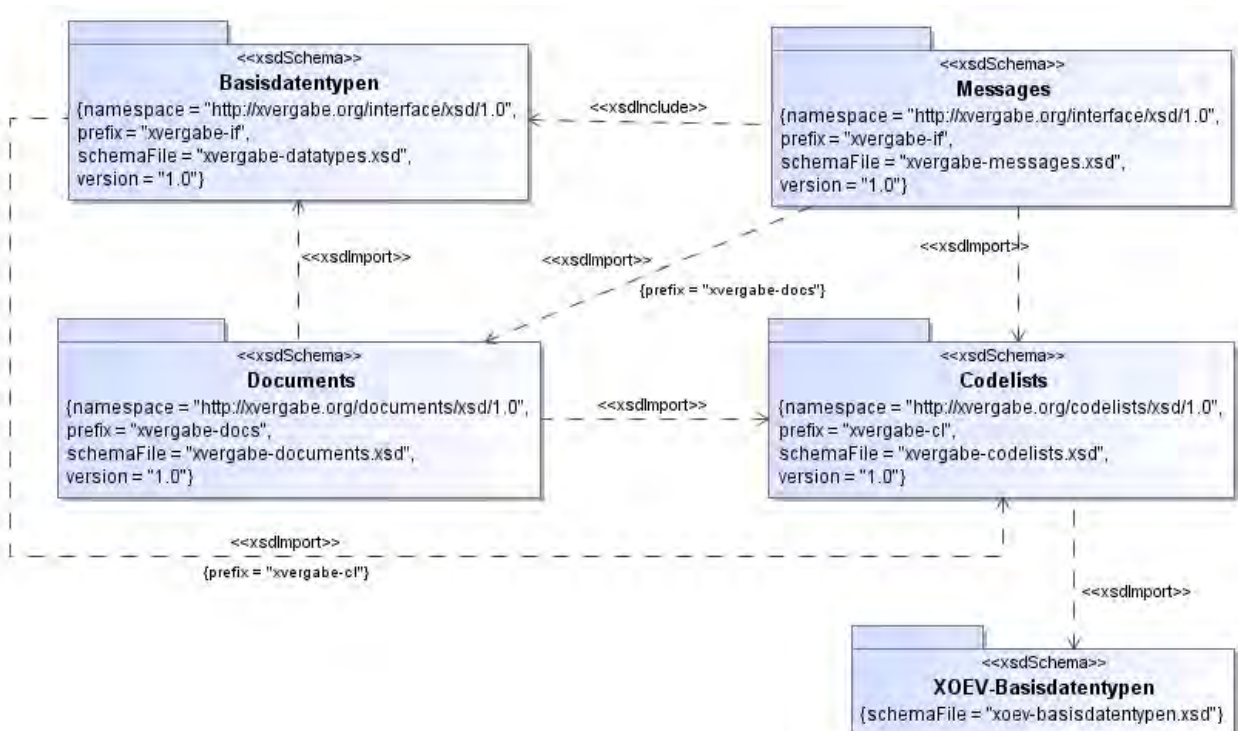 <<xsdSchema>>
Basisdatentypen
{namespace = "http://xvergabe.org/interface/xsd/1.0",
prefix = "xvergabe-if",
schemaFile = "xvergabe-datatypes.xsd",
version = "1.0"}
<<xsdInclude>>
<<xsdSchema>>
Messages
{namespace = "http://xvergabe.org/interface/xsd/1.0",
prefix = "xvergabe-if",
schemaFile = "xvergabe-messages.xsd",
version = "1.0"}
<<xsdImport>>
<<xsdImport>>
{prefix = "xvergabe-docs"}
<<xsdImport>>
<<xsdSchema>>
Documents
{namespace = "http://xvergabe.org/documents/xsd/1.0",
prefix = "xvergabe-docs",
schemaFile = "xvergabe-documents.xsd",
version = "1.0"}
<<xsdImport>>
<<xsdSchema>>
Codelists
{namespace = "http://xvergabe.org/codelists/xsd/1.0",
prefix = "xvergabe-cl",
schemaFile = "xvergabe-codelists.xsd",
version = "1.0"}
<<xsdImport>>
{prefix = "xvergabe-cl"}
<<xsdImport>>
<<xsdSchema>>
XOEV-Basisdatentypen
{schemaFile = "xoev-basisdatentypen.xsd"}